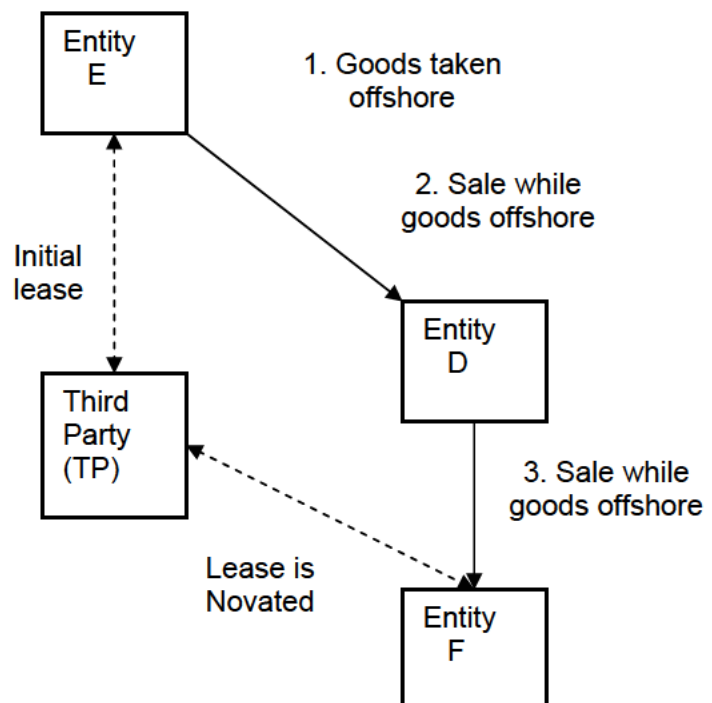 Entity
E
1. Goods taken
offshore
2. Sale while
goods offshore
Initial
lease
Entity
D
Third
Party
(TP)
3. Sale while
goods offshore
Lease is
Novated
Entity
F